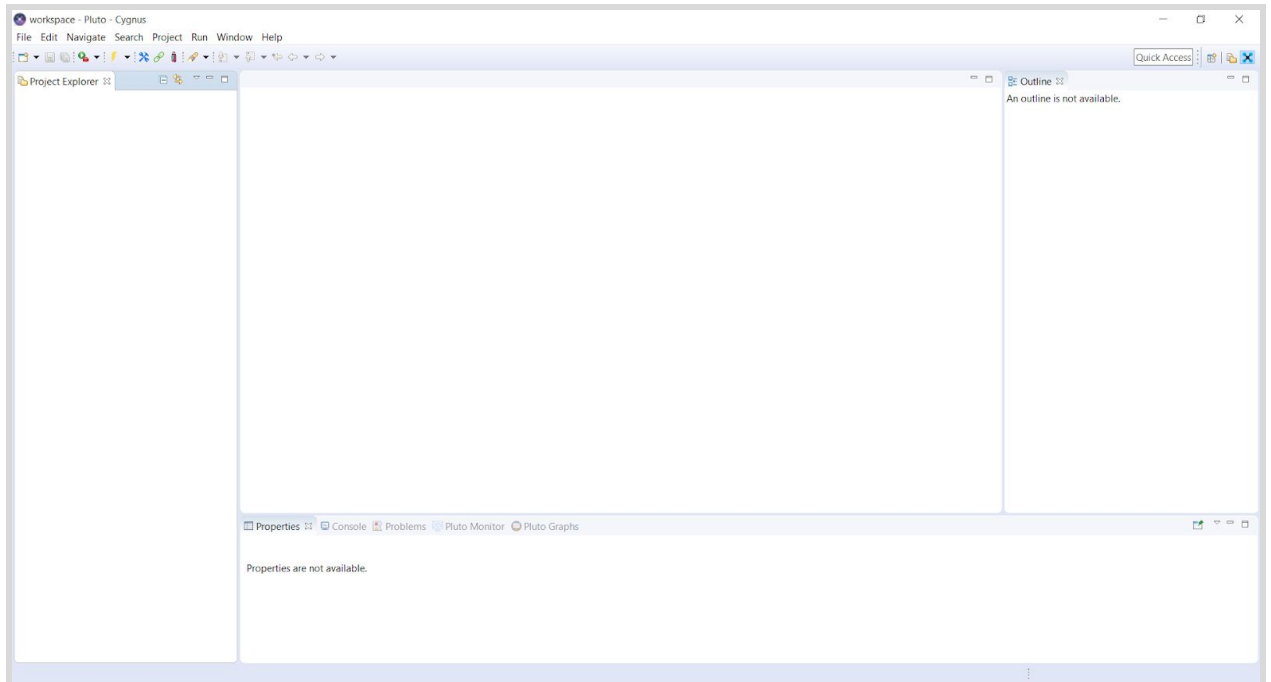 workspace - Pluto - Cygnus
File Edit Navigate Search Project Run Window Help
Quick Access
Project Explorer
Outline
An outline is not available.
Properties Console Problems Pluto Monitor Pluto Graphs
Properties are not available.